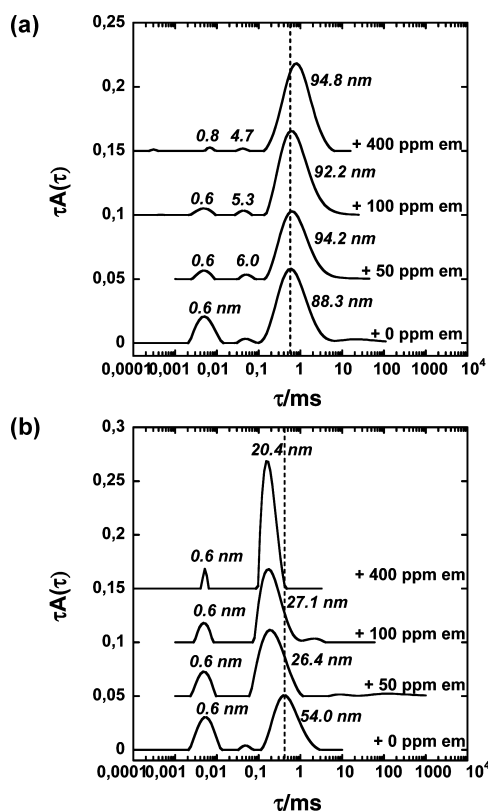 (a)
0,25
0,2
0,15
0,1
0,05
0
τA(τ)
94.8 nm
0.8 4.7
+ 400 ppm em
92.2 nm
0.6 5.3
+ 100 ppm em
94.2 nm
0.6 6.0
+ 50 ppm em
0.6 nm
88.3 nm
+ 0 ppm em
0,0001 0,001 0,01 0,1 1 10 100 1000 10⁴
τ/ms
(b)
0,3
0,25
0,2
0,15
0,1
0,05
0
τA(τ)
20.4 nm
0.6 nm
+ 400 ppm em
27.1 nm
0.6 nm
+ 100 ppm em
26.4 nm
0.6 nm
+ 50 ppm em
0.6 nm
54.0 nm
+ 0 ppm em
0,0001 0,001 0,01 0,1 1 10 100 1000 10⁴
τ/ms